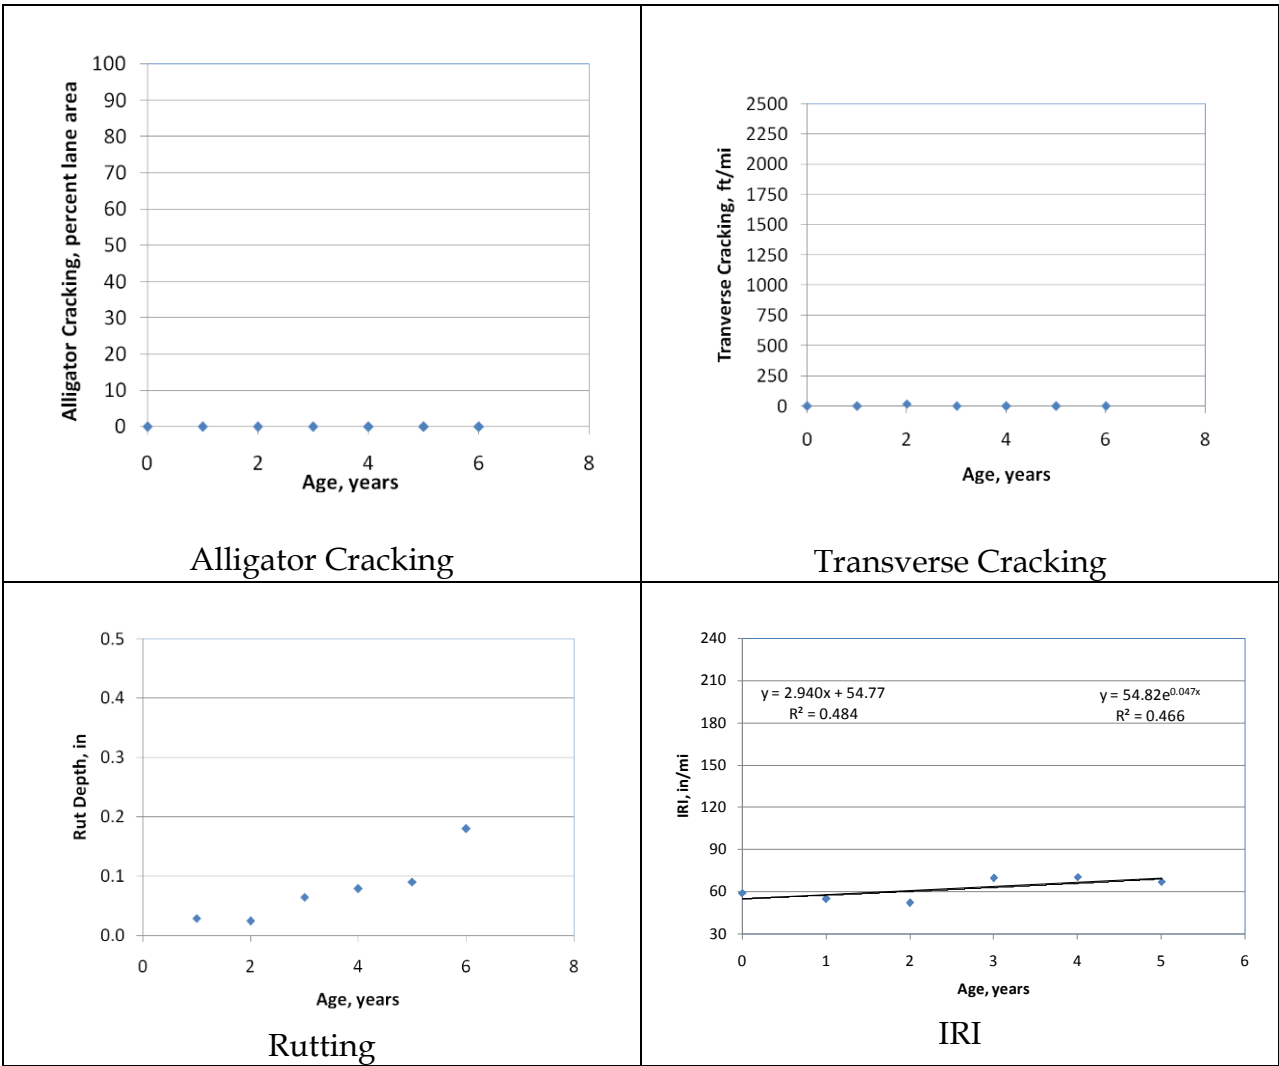 Alligator Cracking, percent lane area
100
90
80
70
60
50
40
30
20
10
0
0 2 4 6 8
Age, years
Alligator Cracking
Tranverse Cracking, ft/mi
2500
2250
2000
1750
1500
1250
1000
750
500
250
0
0 2 4 6 8
Age, years
Transverse Cracking
Rut Depth, in
0.5
0.4
0.3
0.2
0.1
0.0
0 2 4 6 8
Age, years
Rutting
IRI, in/mi
240
210
180
150
120
90
60
30
y = 2.940x + 54.77
R² = 0.484
y = 54.82e^0.047x
R² = 0.466
0 1 2 3 4 5 6
Age, years
IRI